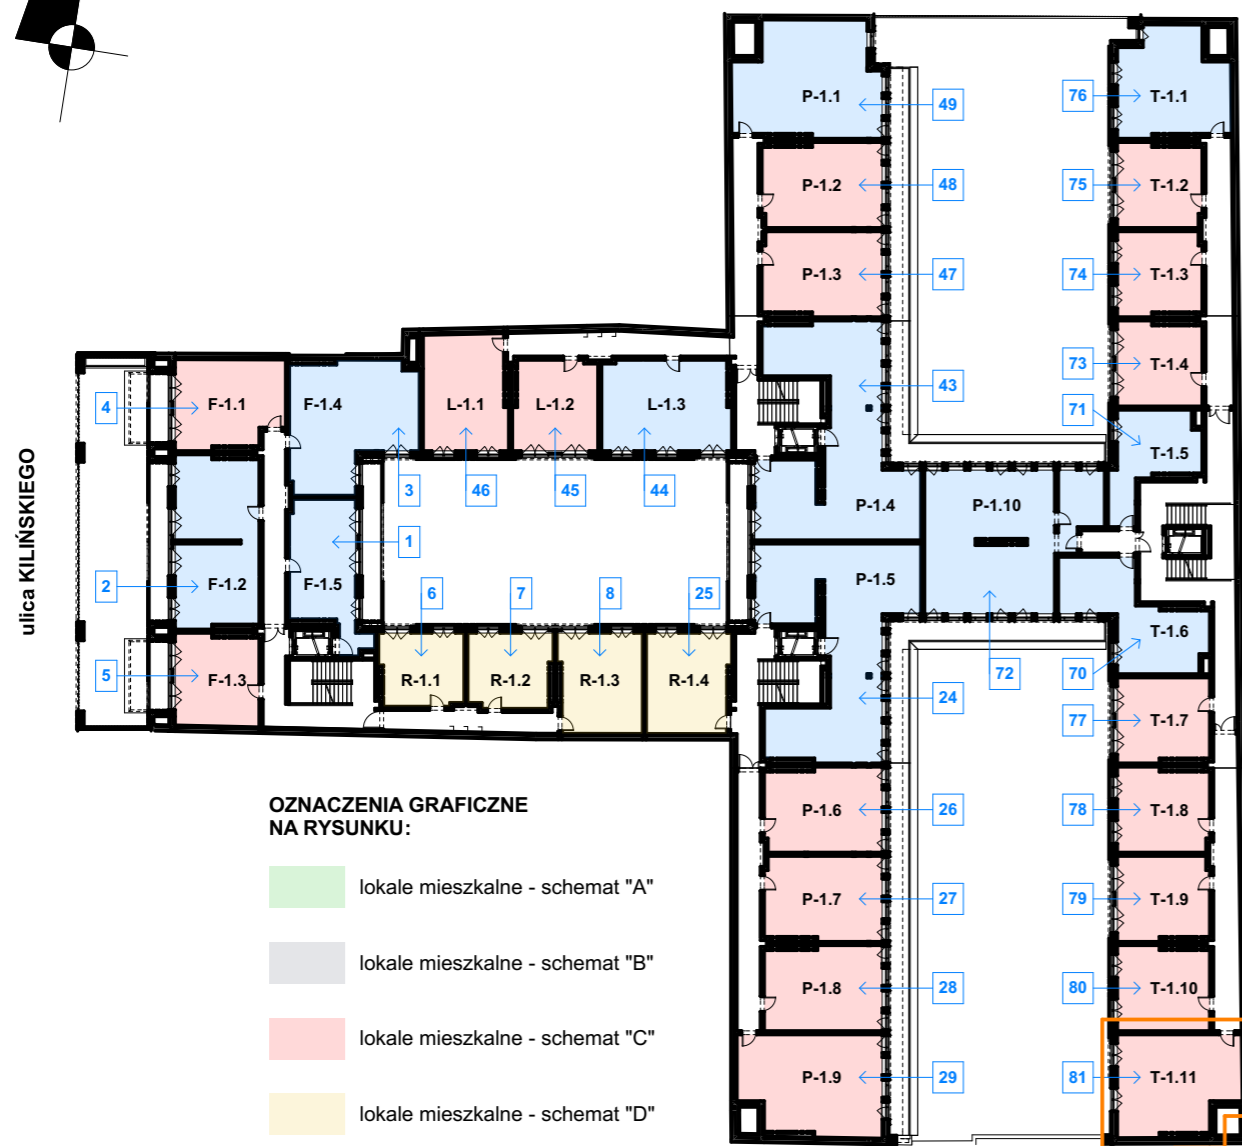 P-1.1
49
76
T-1.1
P-1.2
48
75
T-1.2
P-1.3
47
74
T-1.3
43
73
T-1.4
71
T-1.5
4
F-1.1
F-1.4
L-1.1
L-1.2
L-1.3
3
46
45
44
P-1.4
P-1.10
ulica KILIŃSKIEGO
1
2
F-1.2
F-1.5
6
7
8
25
P-1.5
T-1.6
5
F-1.3
R-1.1
R-1.2
R-1.3
R-1.4
24
72
70
77
T-1.7
P-1.6
26
78
T-1.8
P-1.7
27
79
T-1.9
P-1.8
28
80
T-1.10
P-1.9
29
81
T-1.11
OZNACZENIA GRAFICZNE
NA RYSUNKU:
lokale mieszkalne - schemat "A"
lokale mieszkalne - schemat "B"
lokale mieszkalne - schemat "C"
lokale mieszkalne - schemat "D"